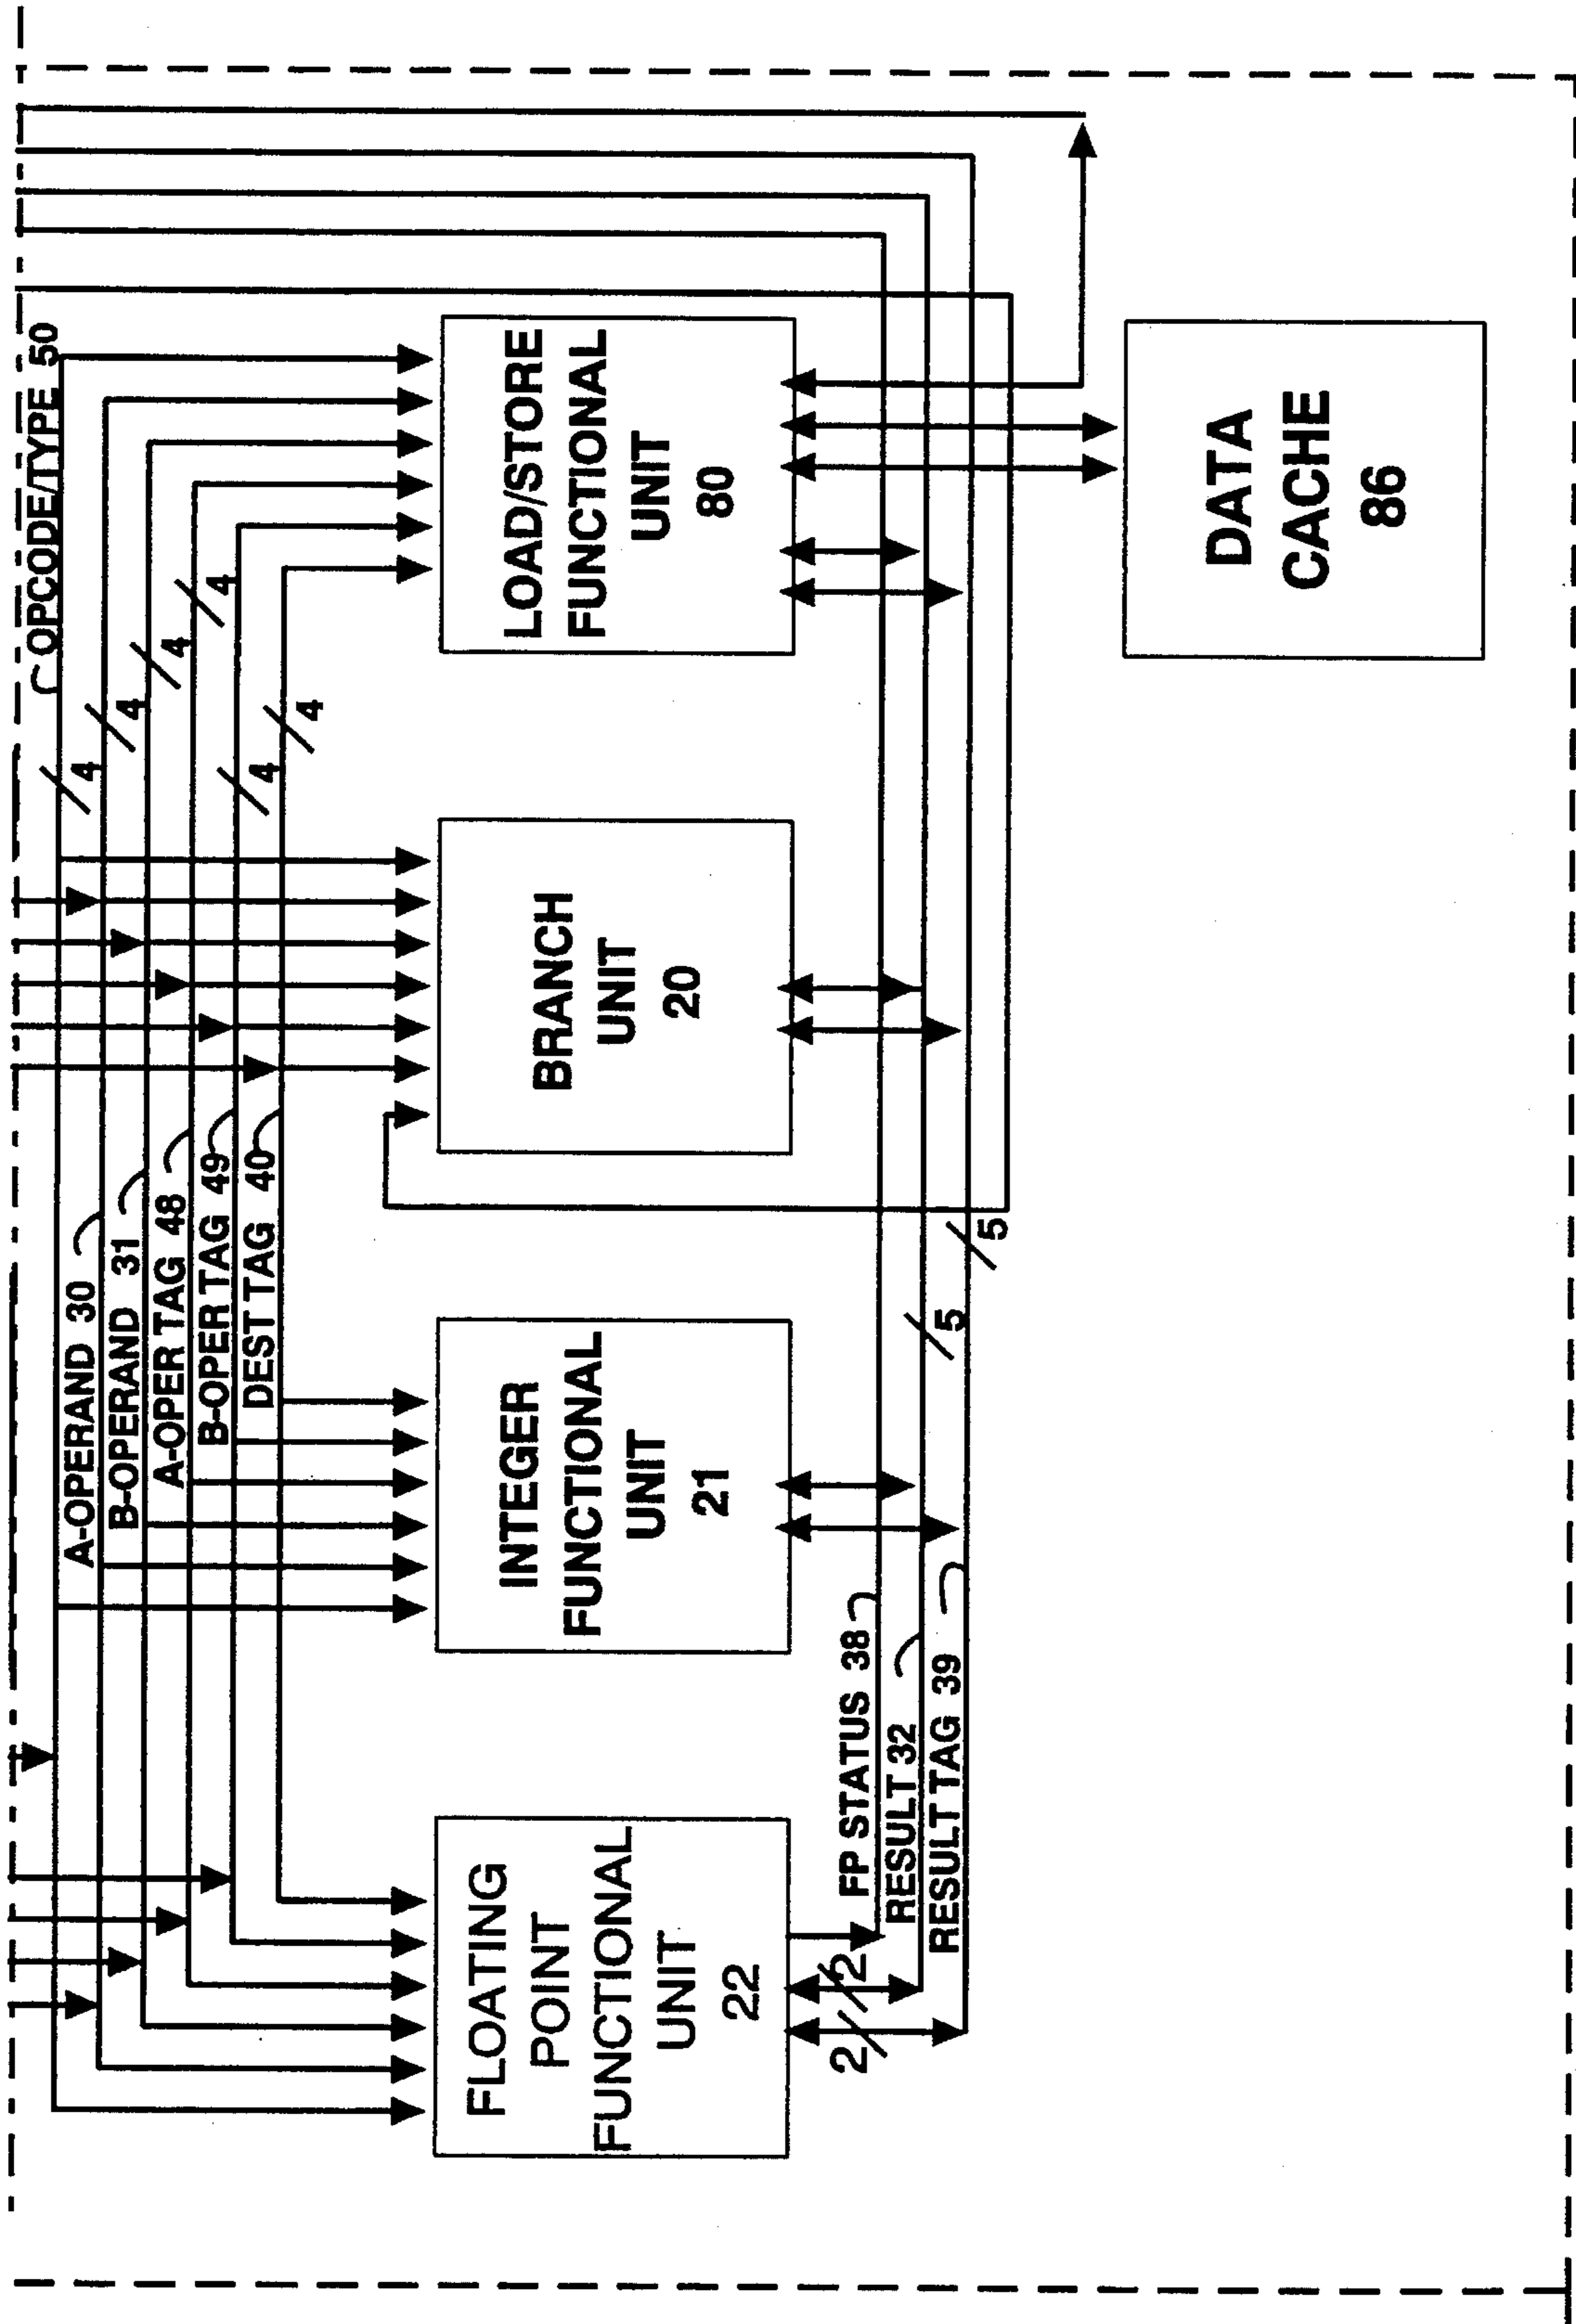 OPCODE/TYPE 50
4
4
4
4
4
4
A-OPERAND 30
B-OPERAND 31
A-OPER TAG 48
B-OPER TAG 49
DEST TAG 40
FLOATING
POINT
FUNCTIONAL
UNIT
22
INTEGER
FUNCTIONAL
UNIT
21
BRANCH
UNIT
20
LOAD/STORE
FUNCTIONAL
UNIT
80
2
2
FP STATUS 38
RESULT 32
RESULT TAG 39
5
5
DATA
CACHE
86